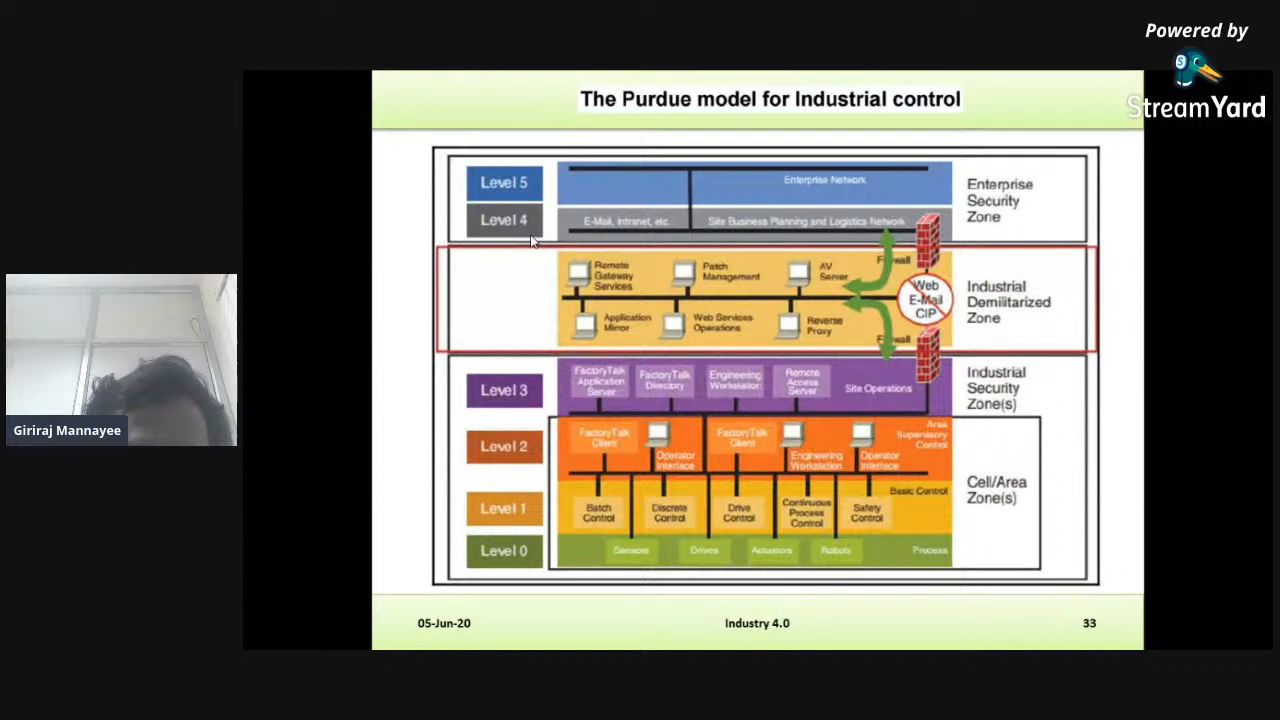 Powered by
StreamYard
The Purdue model for Industrial control
Level 5
Enterprise Network
Level 4
E-Mail, Intranet, etc.
Site Business Planning and Logistics Network
Enterprise
Security
Zone
Firewall
Remote
Gateway
Services
Patch
Management
AV
Server
Application
Mirror
Web Services
Operations
Reverse
Proxy
Web
E-Mail
CIP
Firewall
Industrial
Demilitarized
Zone
Level 3
FactoryTalk
Application
Server
FactoryTalk
Directory
Engineering
Workstation
Remote
Access
Server
Site Operations
Industrial
Security
Zone(s)
Level 2
FactoryTalk
Client
Operator
Interface
FactoryTalk
Client
Engineering
Workstation
Operator
Interface
Area
Supervisory
Control
Level 1
Batch
Control
Discrete
Control
Drive
Control
Continuous
Process
Control
Safety
Control
Basic Control
Cell/Area
Zone(s)
Level 0
Sensors
Drives
Actuators
Robots
Process
Giriraj Mannayee
05-Jun-20
Industry 4.0
33